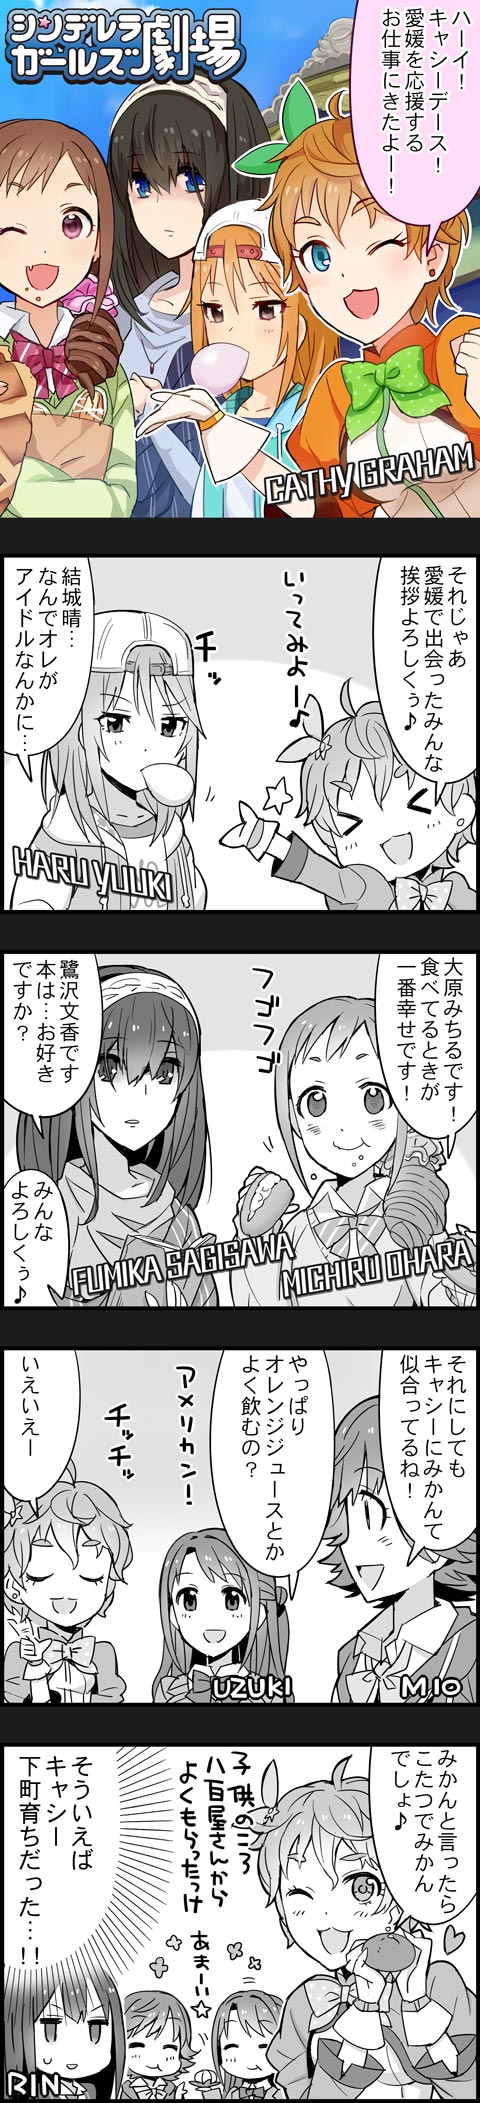 シンデレラ
ガールズ劇場
ハーイ！
キャシーデース！
愛媛を応援する
お仕事にきたよー！
CATHY GRAHAM
それじゃあ
愛媛で出会ったみんな
挨拶よろしくぅ♪
いってみよー♪
チッ
結城晴…
なんでオレが
アイドルなんかに…
HARU YUUKI
大原みちるです！
食べてるときが
一番幸せです！
フゴフゴ
鷺沢文香です
本は…お好き
ですか？
みんな
よろしくぅ♪
FUMIKA SAGISAWA
MICHIRU OHARA
それにしても
キャシーにみかんて
似合ってるね！
やっぱり
オレンジジュースとか
よく飲むの？
アメリカン！
チッチッ
いえいえー
UZUKI
MIO
みかんと言ったら
こたつでみかん
でしょ♪
子供のころ
八百屋さんから
よくもらったっけ
あまーい☆
そういえば
キャシー
下町育ちだった…！！
RIN